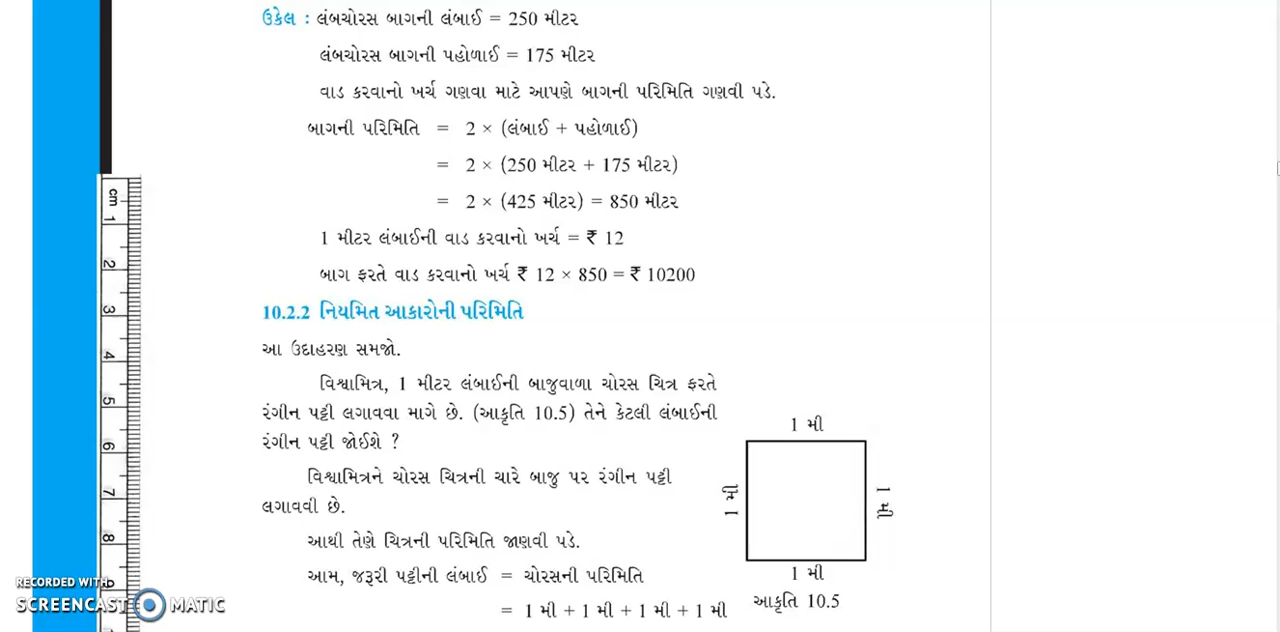 ઉકેલ : લંબચોરસ બાગની લંબાઈ = 250 મીટર
લંબચોરસ બાગની પહોળાઈ = 175 મીટર
વાડ કરવાનો ખર્ચ ગણવા માટે આપણે બાગની પરિમિતિ ગણવી પડે.
બાગની પરિમિતિ = 2 × (લંબાઈ + પહોળાઈ)
= 2 × (250 મીટર + 175 મીટર)
= 2 × (425 મીટર) = 850 મીટર
1 મીટર લંબાઈની વાડ કરવાનો ખર્ચ = ₹ 12
બાગ ફરતે વાડ કરવાનો ખર્ચ ₹ 12 × 850 = ₹ 10200
10.2.2 નિયમિત આકારોની પરિમિતિ
આ ઉદાહરણ સમજો.
વિશ્વામિત્ર, 1 મીટર લંબાઈની બાજુવાળા ચોરસ ચિત્ર ફરતે
રંગીન પટ્ટી લગાવવા માગે છે. (આકૃતિ 10.5) તેને કેટલી લંબાઈની
રંગીન પટ્ટી જોઈશે ?
વિશ્વામિત્રને ચોરસ ચિત્રની ચારે બાજુ પર રંગીન પટ્ટી
લગાવવી છે.
આથી તેણે ચિત્રની પરિમિતિ જાણવી પડે.
આમ, જરૂરી પટ્ટીની લંબાઈ = ચોરસની પરિમિતિ
= 1 મી + 1 મી + 1 મી + 1 મી
1 મી
1 મી
1 મી
1 મી
આકૃતિ 10.5
cm
1
2
3
4
5
6
7
8
9
RECORDED WITH
SCREENCAST MATIC